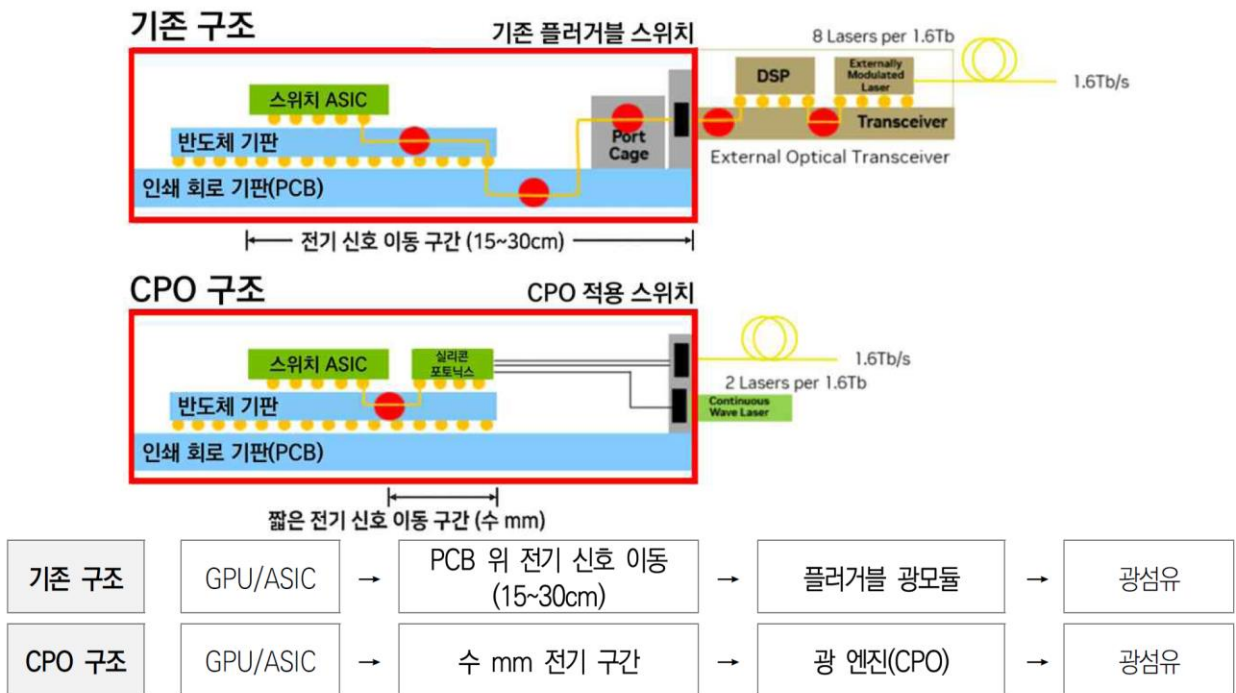 기존 구조
기존 플러거블 스위치
8 Lasers per 1.6Tb
스위치 ASIC
반도체 기판
인쇄 회로 기판(PCB)
Port
Cage
DSP
Externally
Modulated
Laser
1.6Tb/s
Transceiver
External Optical Transceiver
전기 신호 이동 구간 (15~30cm)
CPO 구조
CPO 적용 스위치
스위치 ASIC
실리콘
포토닉스
반도체 기판
인쇄 회로 기판(PCB)
1.6Tb/s
2 Lasers per 1.6Tb
Continuous
Wave Laser
짧은 전기 신호 이동 구간 (수 mm)
기존 구조 GPU/ASIC → PCB 위 전기 신호 이동 → 플러거블 광모듈 → 광섬유
(15~30cm)
CPO 구조 GPU/ASIC → 수 mm 전기 구간 → 광 엔진(CPO) → 광섬유